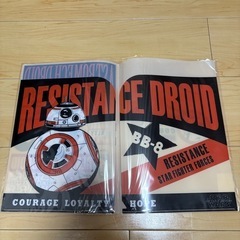 RESISTANCE DROID
BB-8
RESISTANCE
STAR FIGHTER FORCES
COURAGE LOYALTY HOPE